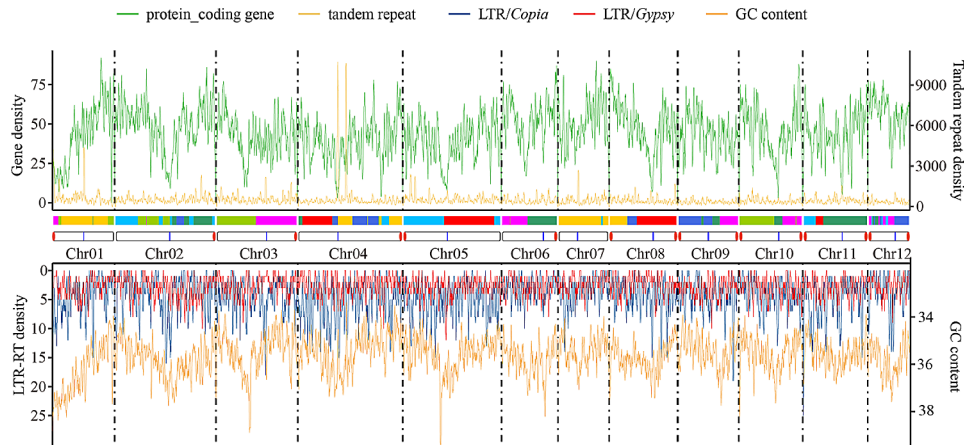 protein_coding gene tandem repeat LTR/Copia LTR/Gypsy GC content
Gene density
75
50
25
0
Tandem repeat density
9000
6000
3000
0
Chr01 Chr02 Chr03 Chr04 Chr05 Chr06 Chr07 Chr08 Chr09 Chr10 Chr11 Chr12
LTR-RT density
0
5
10
15
20
25
GC content
34
36
38